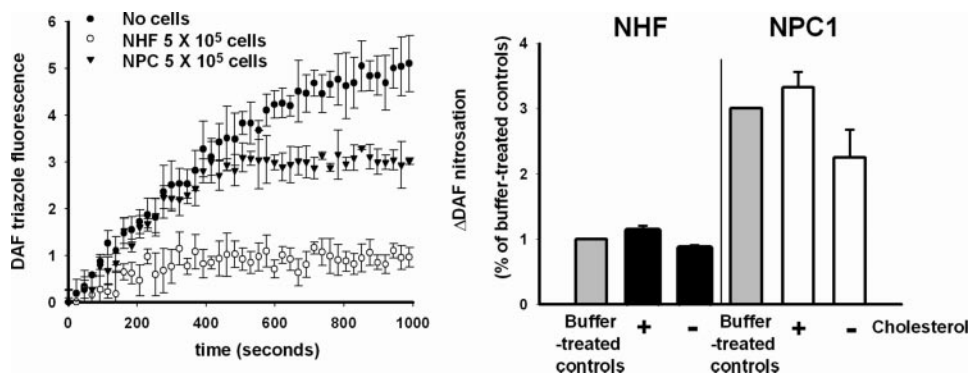 No cells
NHF 5 X 10⁵ cells
NPC 5 X 10⁵ cells
DAF triazole fluorescence
6
5
4
3
2
1
0
0 200 400 600 800 1000
time (seconds)
NHF NPC1
ΔDAF nitrosation
(% of buffer-treated controls)
4
3
2
1
0
Buffer
-treated
controls
+ -
Buffer
-treated
controls
+ - Cholesterol